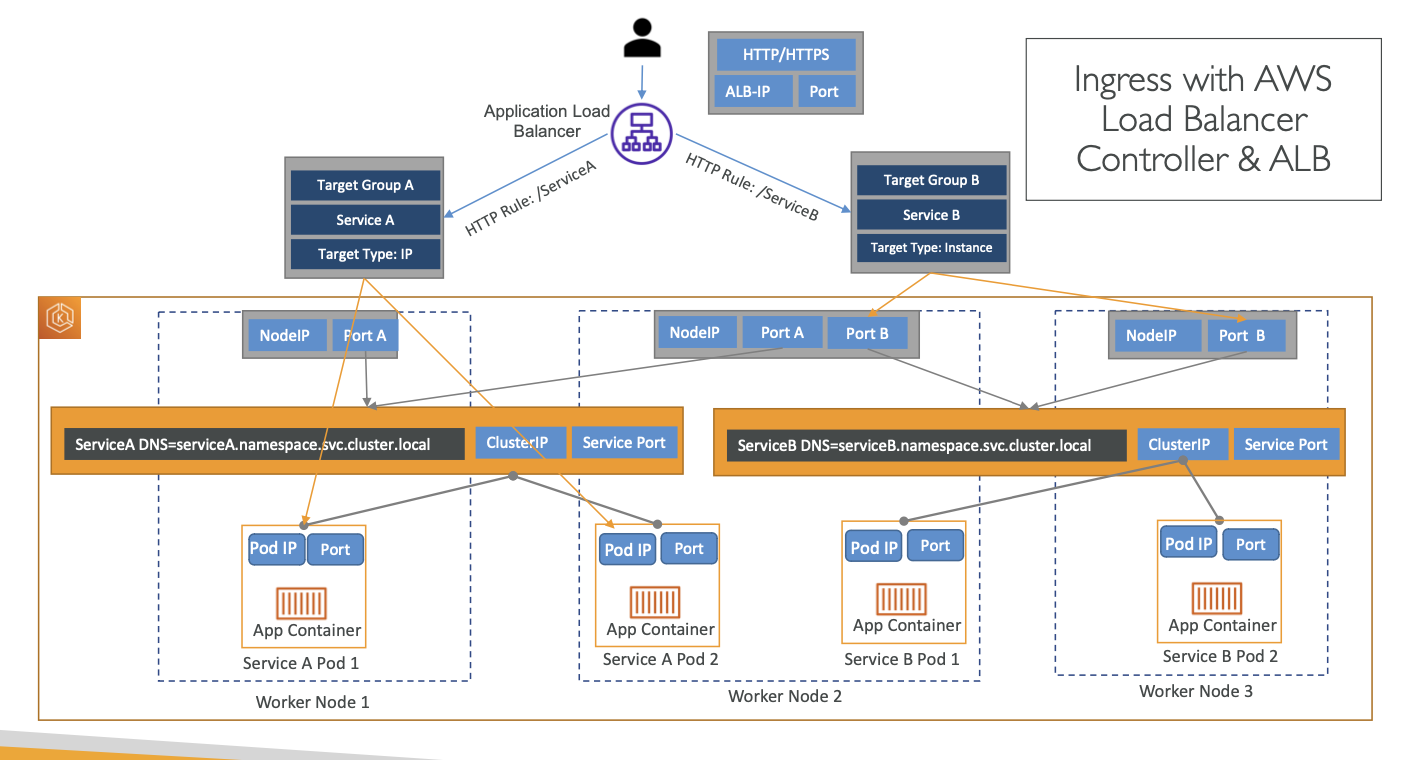 HTTP/HTTPS
ALB-IP
Port
Ingress with AWS
Load Balancer
Controller & ALB
Application Load
Balancer
HTTP Rule: /ServiceA
HTTP Rule: /ServiceB
Target Group A
Service A
Target Type: IP
Target Group B
Service B
Target Type: Instance
K
NodeIP
Port A
NodeIP
Port A
Port B
NodeIP
Port B
ServiceA DNS=serviceA.namespace.svc.cluster.local
ClusterIP
Service Port
ServiceB DNS=serviceB.namespace.svc.cluster.local
ClusterIP
Service Port
Pod IP
Port
App Container
Service A Pod 1
Pod IP
Port
App Container
Service A Pod 2
Pod IP
Port
App Container
Service B Pod 1
Pod IP
Port
App Container
Service B Pod 2
Worker Node 1
Worker Node 2
Worker Node 3